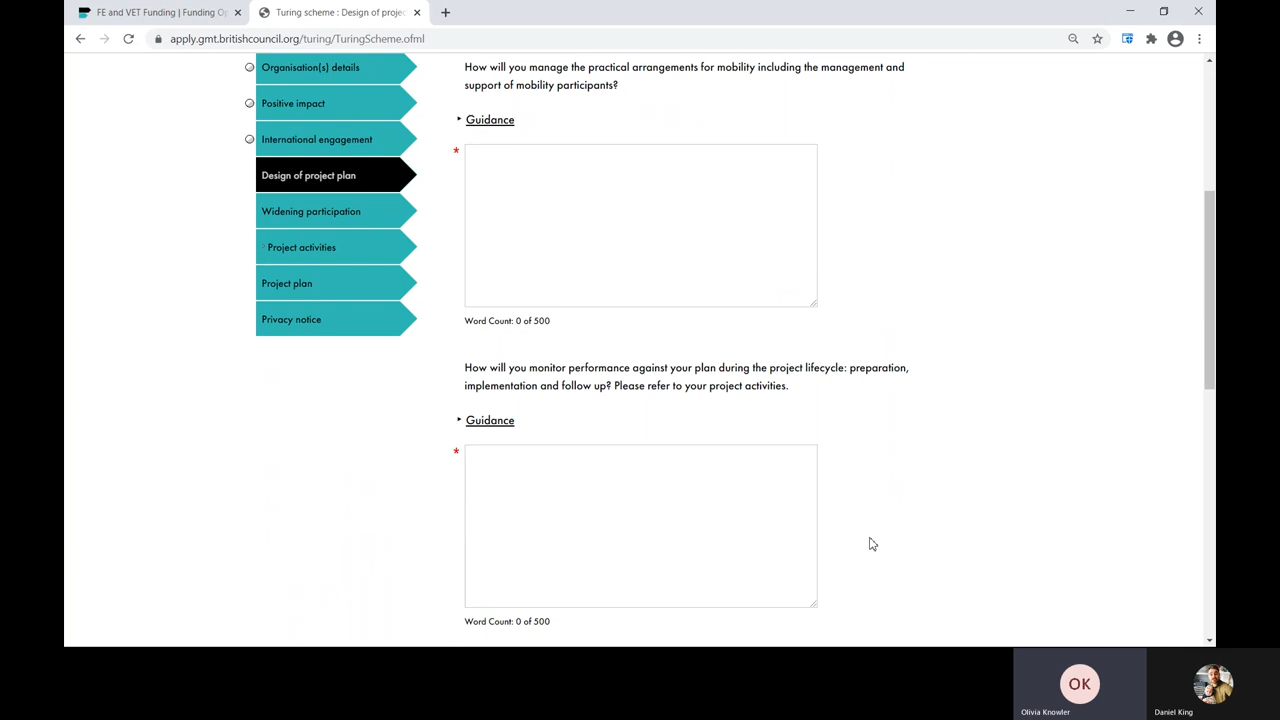 FE and VET Funding | Funding Op
Turing scheme : Design of projec
apply.gmt.britishcouncil.org/turing/TuringScheme.ofml
Organisation(s) details
Positive impact
International engagement
Design of project plan
Widening participation
Project activities
Project plan
Privacy notice
How will you manage the practical arrangements for mobility including the management and
support of mobility participants?
Guidance
*
Word Count: 0 of 500
How will you monitor performance against your plan during the project lifecycle: preparation,
implementation and follow up? Please refer to your project activities.
Guidance
*
Word Count: 0 of 500
OK
Olivia Knowler
Daniel King